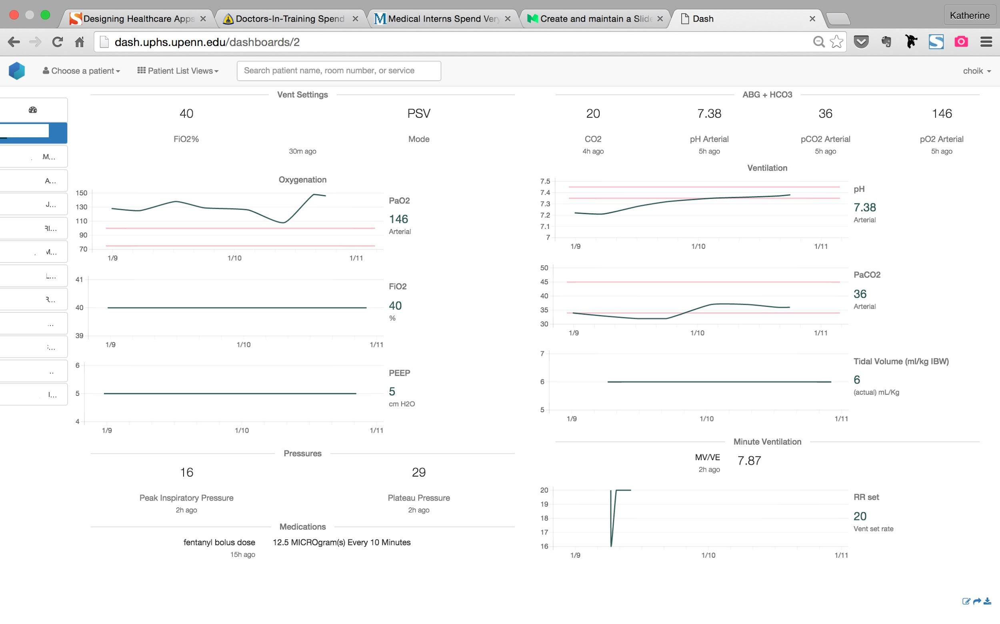 Designing Healthcare Apps
Doctors-In-Training Spend
Medical Interns Spend Very
Create and maintain a Slide
Dash
Katherine
dash.uphs.upenn.edu/dashboards/2
Choose a patient
Patient List Views
Search patient name, room number, or service
choik
M...
A...
J...
RI...
M...
L...
R...
...
:...
..
I...
Vent Settings
40
PSV
FiO2%
Mode
30m ago
Oxygenation
150
130
110
90
70
1/9
1/10
1/11
PaO2
146
Arterial
41
40
39
1/9
1/10
1/11
FiO2
40
%
6
5
4
1/9
1/10
1/11
PEEP
5
cm H2O
Pressures
16
29
Peak Inspiratory Pressure
Plateau Pressure
2h ago
2h ago
Medications
fentanyl bolus dose 12.5 MICROgram(s) Every 10 Minutes
15h ago
ABG + HCO3
20
7.38
36
146
CO2
pH Arterial
pCO2 Arterial
pO2 Arterial
4h ago
5h ago
5h ago
5h ago
Ventilation
7.5
7.4
7.3
7.2
7.1
7
1/9
1/10
1/11
pH
7.38
Arterial
50
45
40
35
30
1/9
1/10
1/11
PaCO2
36
Arterial
7
6
5
1/9
1/10
1/11
Tidal Volume (ml/kg IBW)
6
(actual) mL/Kg
Minute Ventilation
MV/VE 7.87
2h ago
20
19
18
17
16
1/9
1/10
1/11
RR set
20
Vent set rate